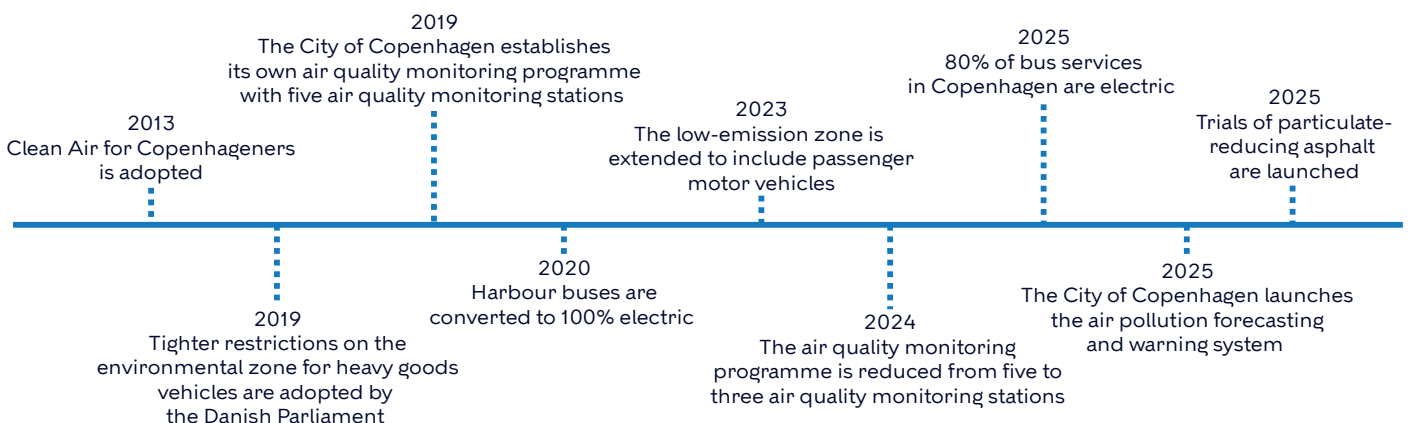 2013
Clean Air for Copenhageners
is adopted
2019
Tighter restrictions on the
environmental zone for heavy goods
vehicles are adopted by
the Danish Parliament
2019
The City of Copenhagen establishes
its own air quality monitoring programme
with five air quality monitoring stations
2020
Harbour buses are
converted to 100% electric
2023
The low-emission zone is
extended to include passenger
motor vehicles
2024
The air quality monitoring
programme is reduced from five to
three air quality monitoring stations
2025
80% of bus services
in Copenhagen are electric
2025
The City of Copenhagen launches
the air pollution forecasting
and warning system
2025
Trials of particulate-
reducing asphalt
are launched